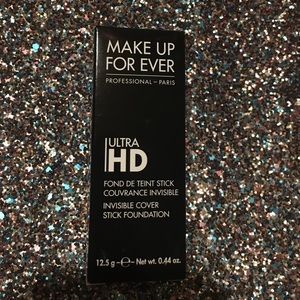 MAKE UP
FOR EVER
PROFESSIONAL – PARIS
ULTRA
HD
FOND DE TEINT STICK
COUVRANCE INVISIBLE
INVISIBLE COVER
STICK FOUNDATION
12.5 g – ℮ – Net wt. 0.44 oz.